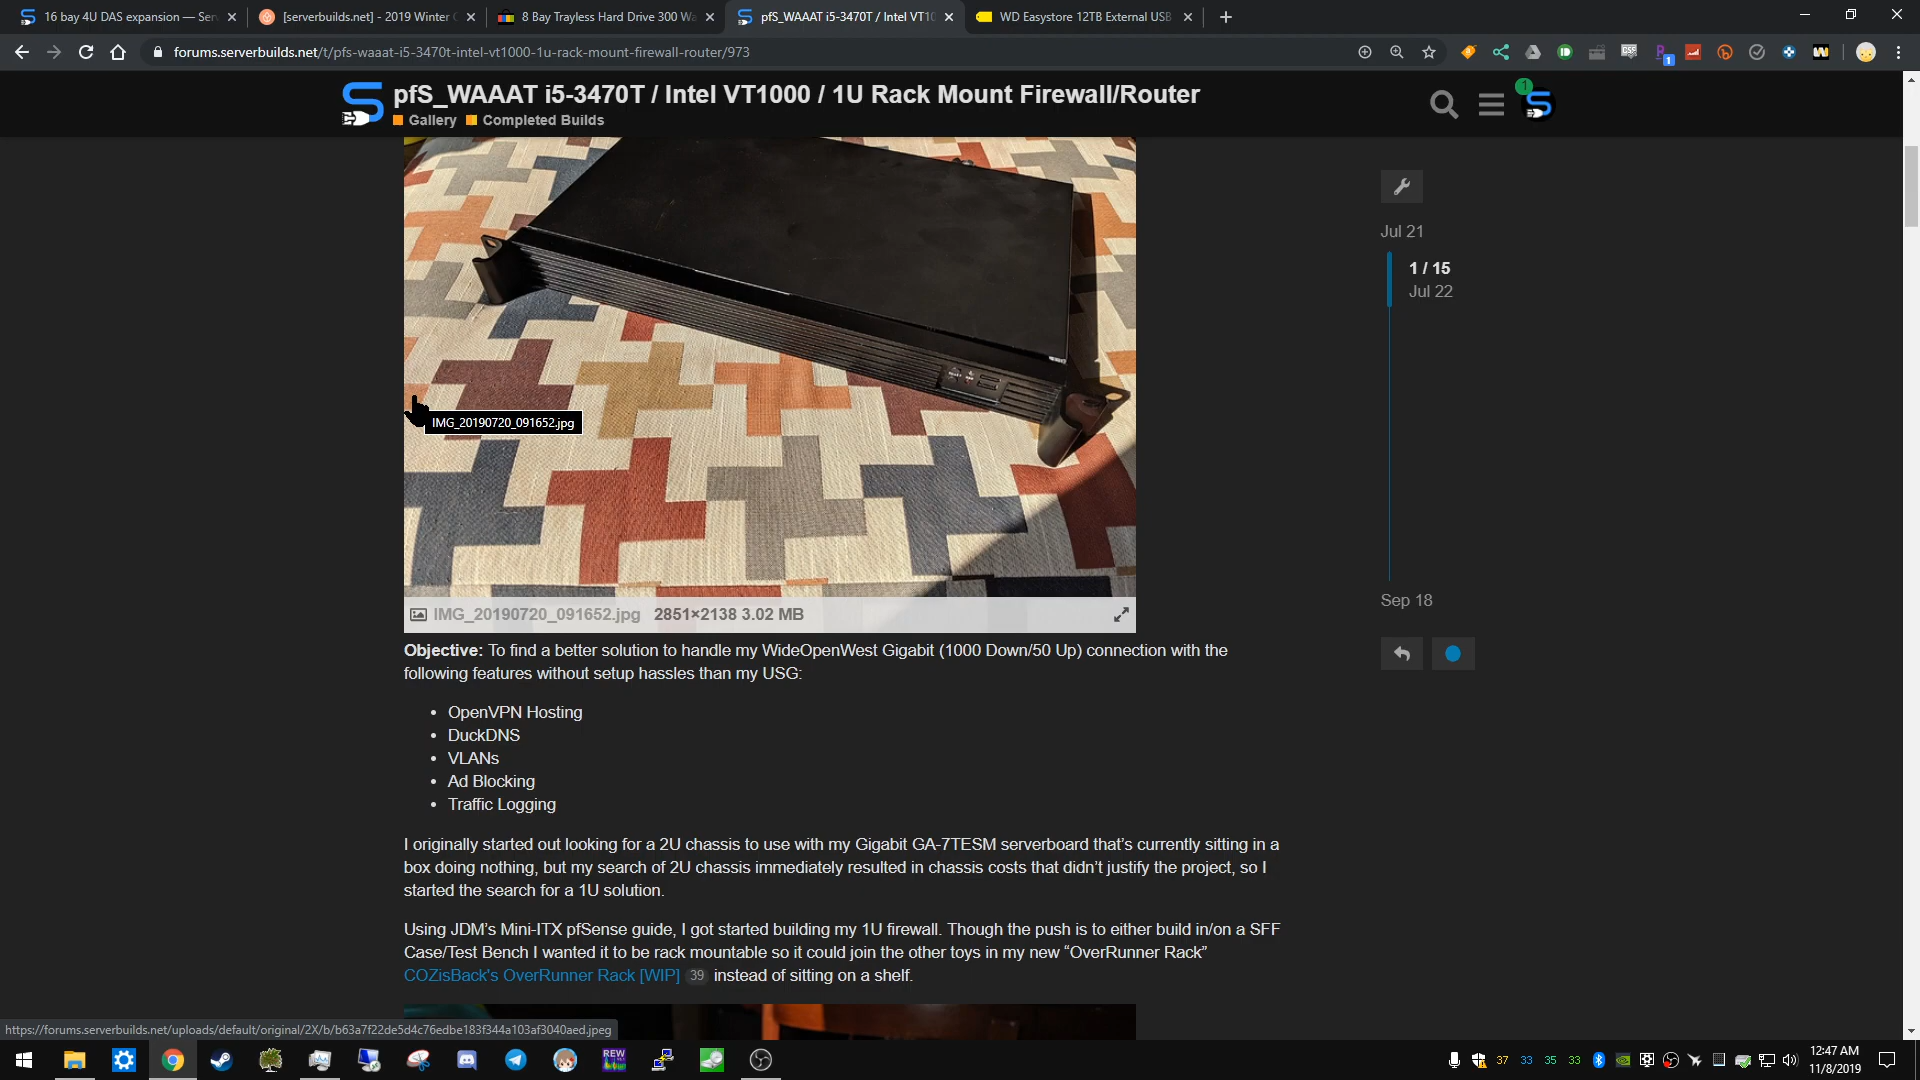 16 bay 4U DAS expansion — Ser
[serverbuilds.net] - 2019 Winter
8 Bay Trayless Hard Drive 300 Wa
pfS_WAAAT i5-3470T / Intel VT10
WD Easystore 12TB External USB
forums.serverbuilds.net/t/pfs-waaat-i5-3470t-intel-vt1000-1u-rack-mount-firewall-router/973
1
pfS_WAAAT i5-3470T / Intel VT1000 / 1U Rack Mount Firewall/Router
Gallery Completed Builds
1
Jul 21
1 / 15
Jul 22
IMG_20190720_091652.jpg
IMG_20190720_091652.jpg 2851×2138 3.02 MB
Sep 18
Objective: To find a better solution to handle my WideOpenWest Gigabit (1000 Down/50 Up) connection with the
following features without setup hassles than my USG:
• OpenVPN Hosting
• DuckDNS
• VLANs
• Ad Blocking
• Traffic Logging
I originally started out looking for a 2U chassis to use with my Gigabit GA-7TESM serverboard that's currently sitting in a
box doing nothing, but my search of 2U chassis immediately resulted in chassis costs that didn't justify the project, so I
started the search for a 1U solution.
Using JDM's Mini-ITX pfSense guide, I got started building my 1U firewall. Though the push is to either build in/on a SFF
Case/Test Bench I wanted it to be rack mountable so it could join the other toys in my new “OverRunner Rack”
COZisBack's OverRunner Rack [WIP] 39 instead of sitting on a shelf.
https://forums.serverbuilds.net/uploads/default/original/2X/b/b63a7f22de5d4c76edbe183f344a103af3040aed.jpeg
REW
37 33 35 33
12:47 AM
11/8/2019